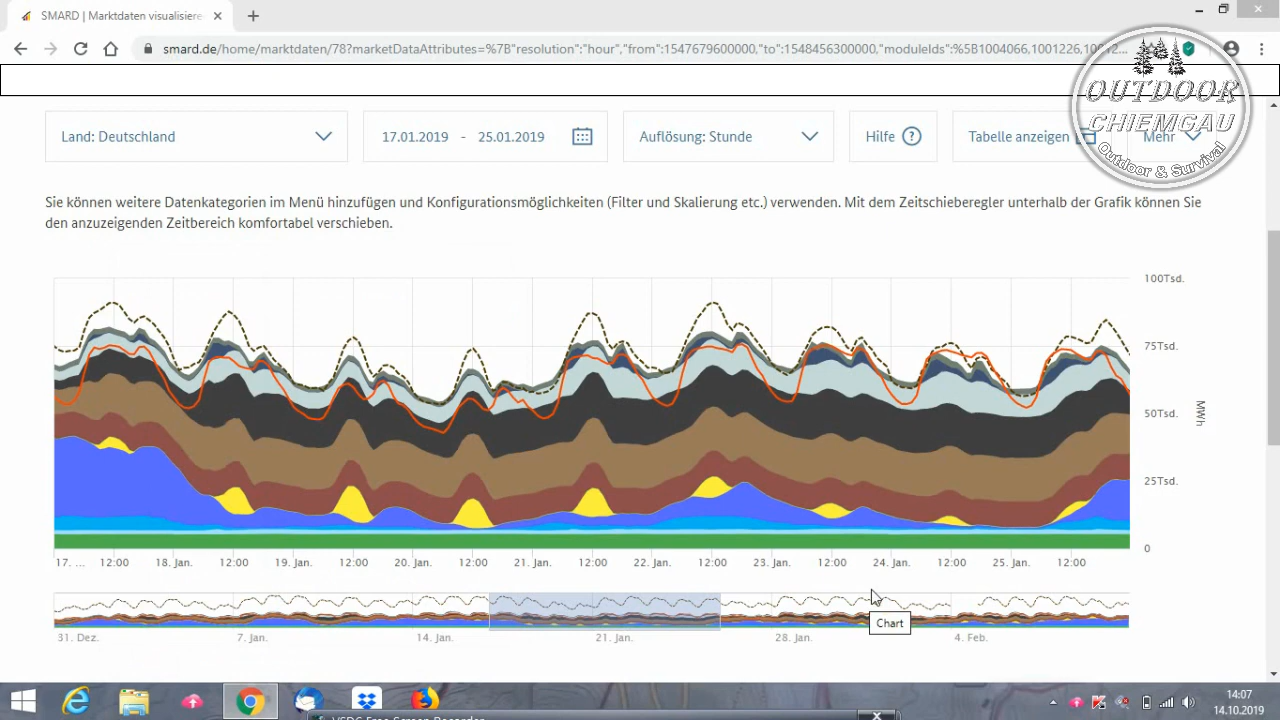 SMARD | Marktdaten visualisiere
smard.de/home/marktdaten/78?marketDataAttributes=%7B"resolution":"hour","from":1547679600000,"to":1548456300000,"moduleIds":%5B1004066,1001226,
OUTDOOR
CHIEMGAU
Outdoor & Survival
Land: Deutschland
17.01.2019 - 25.01.2019
Auflösung: Stunde
Hilfe ?
Tabelle anzeigen
Mehr
Sie können weitere Datenkategorien im Menü hinzufügen und Konfigurationsmöglichkeiten (Filter und Skalierung etc.) verwenden. Mit dem Zeitschieberegler unterhalb der Grafik können Sie
den anzuzeigenden Zeitbereich komfortabel verschieben.
100Tsd.
75Tsd.
50Tsd.
MWh
25Tsd.
0
17. ... 12:00 18. Jan. 12:00 19. Jan. 12:00 20. Jan. 12:00 21. Jan. 12:00 22. Jan. 12:00 23. Jan. 12:00 24. Jan. 12:00 25. Jan. 12:00
Chart
31. Dez. 7. Jan. 14. Jan. 21. Jan. 28. Jan. 4. Feb.
14:07
14.10.2019
VSDC Free Screen Recorder